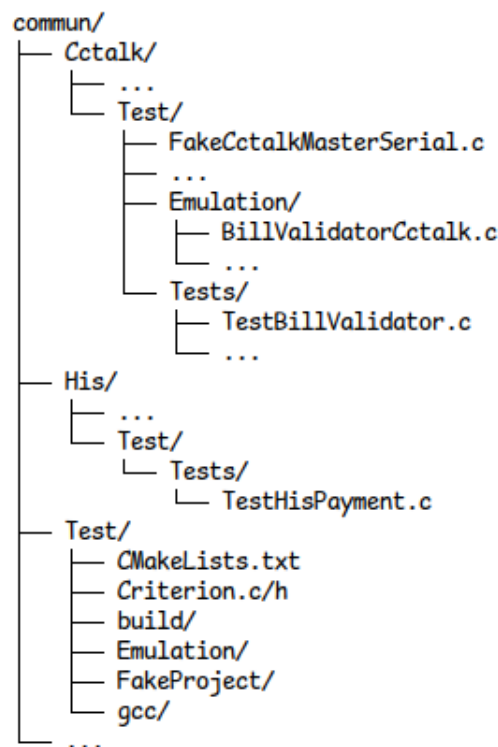 commun/
├── Cctalk/
│   ├── ...
│   └── Test/
│       ├── FakeCctalkMasterSerial.c
│       ├── ...
│       ├── Emulation/
│       │   ├── BillValidatorCctalk.c
│       │   └── ...
│       └── Tests/
│           ├── TestBillValidator.c
│           └── ...
├── His/
│   ├── ...
│   └── Test/
│       └── Tests/
│           └── TestHisPayment.c
├── Test/
│   ├── CMakeLists.txt
│   ├── Criterion.c/h
│   ├── build/
│   ├── Emulation/
│   ├── FakeProject/
│   └── gcc/
└── ...